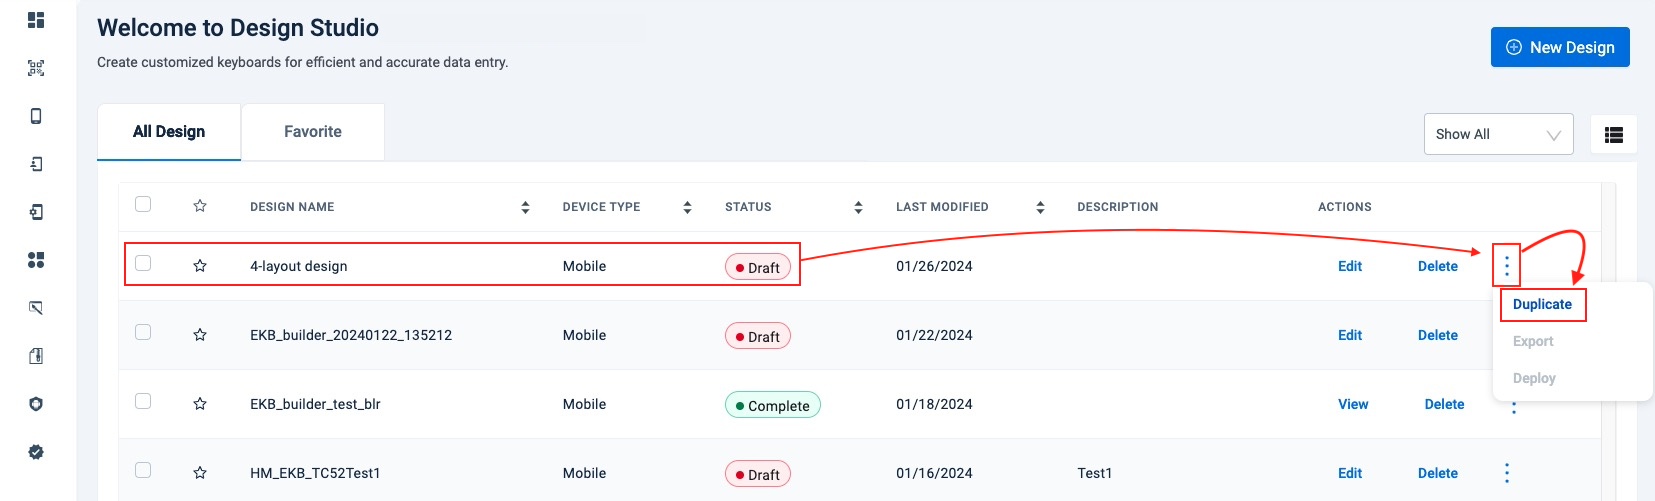 Welcome to Design Studio
Create customized keyboards for efficient and accurate data entry.
New Design
All Design Favorite
Show All
DESIGN NAME DEVICE TYPE STATUS LAST MODIFIED DESCRIPTION ACTIONS
4-layout design Mobile Draft 01/26/2024 Edit Delete
Duplicate
EKB_builder_20240122_135212 Mobile Draft 01/22/2024 Edit Delete
Export
Deploy
EKB_builder_test_blr Mobile Complete 01/18/2024 View Delete
HM_EKB_TC52Test1 Mobile Draft 01/16/2024 Test1 Edit Delete